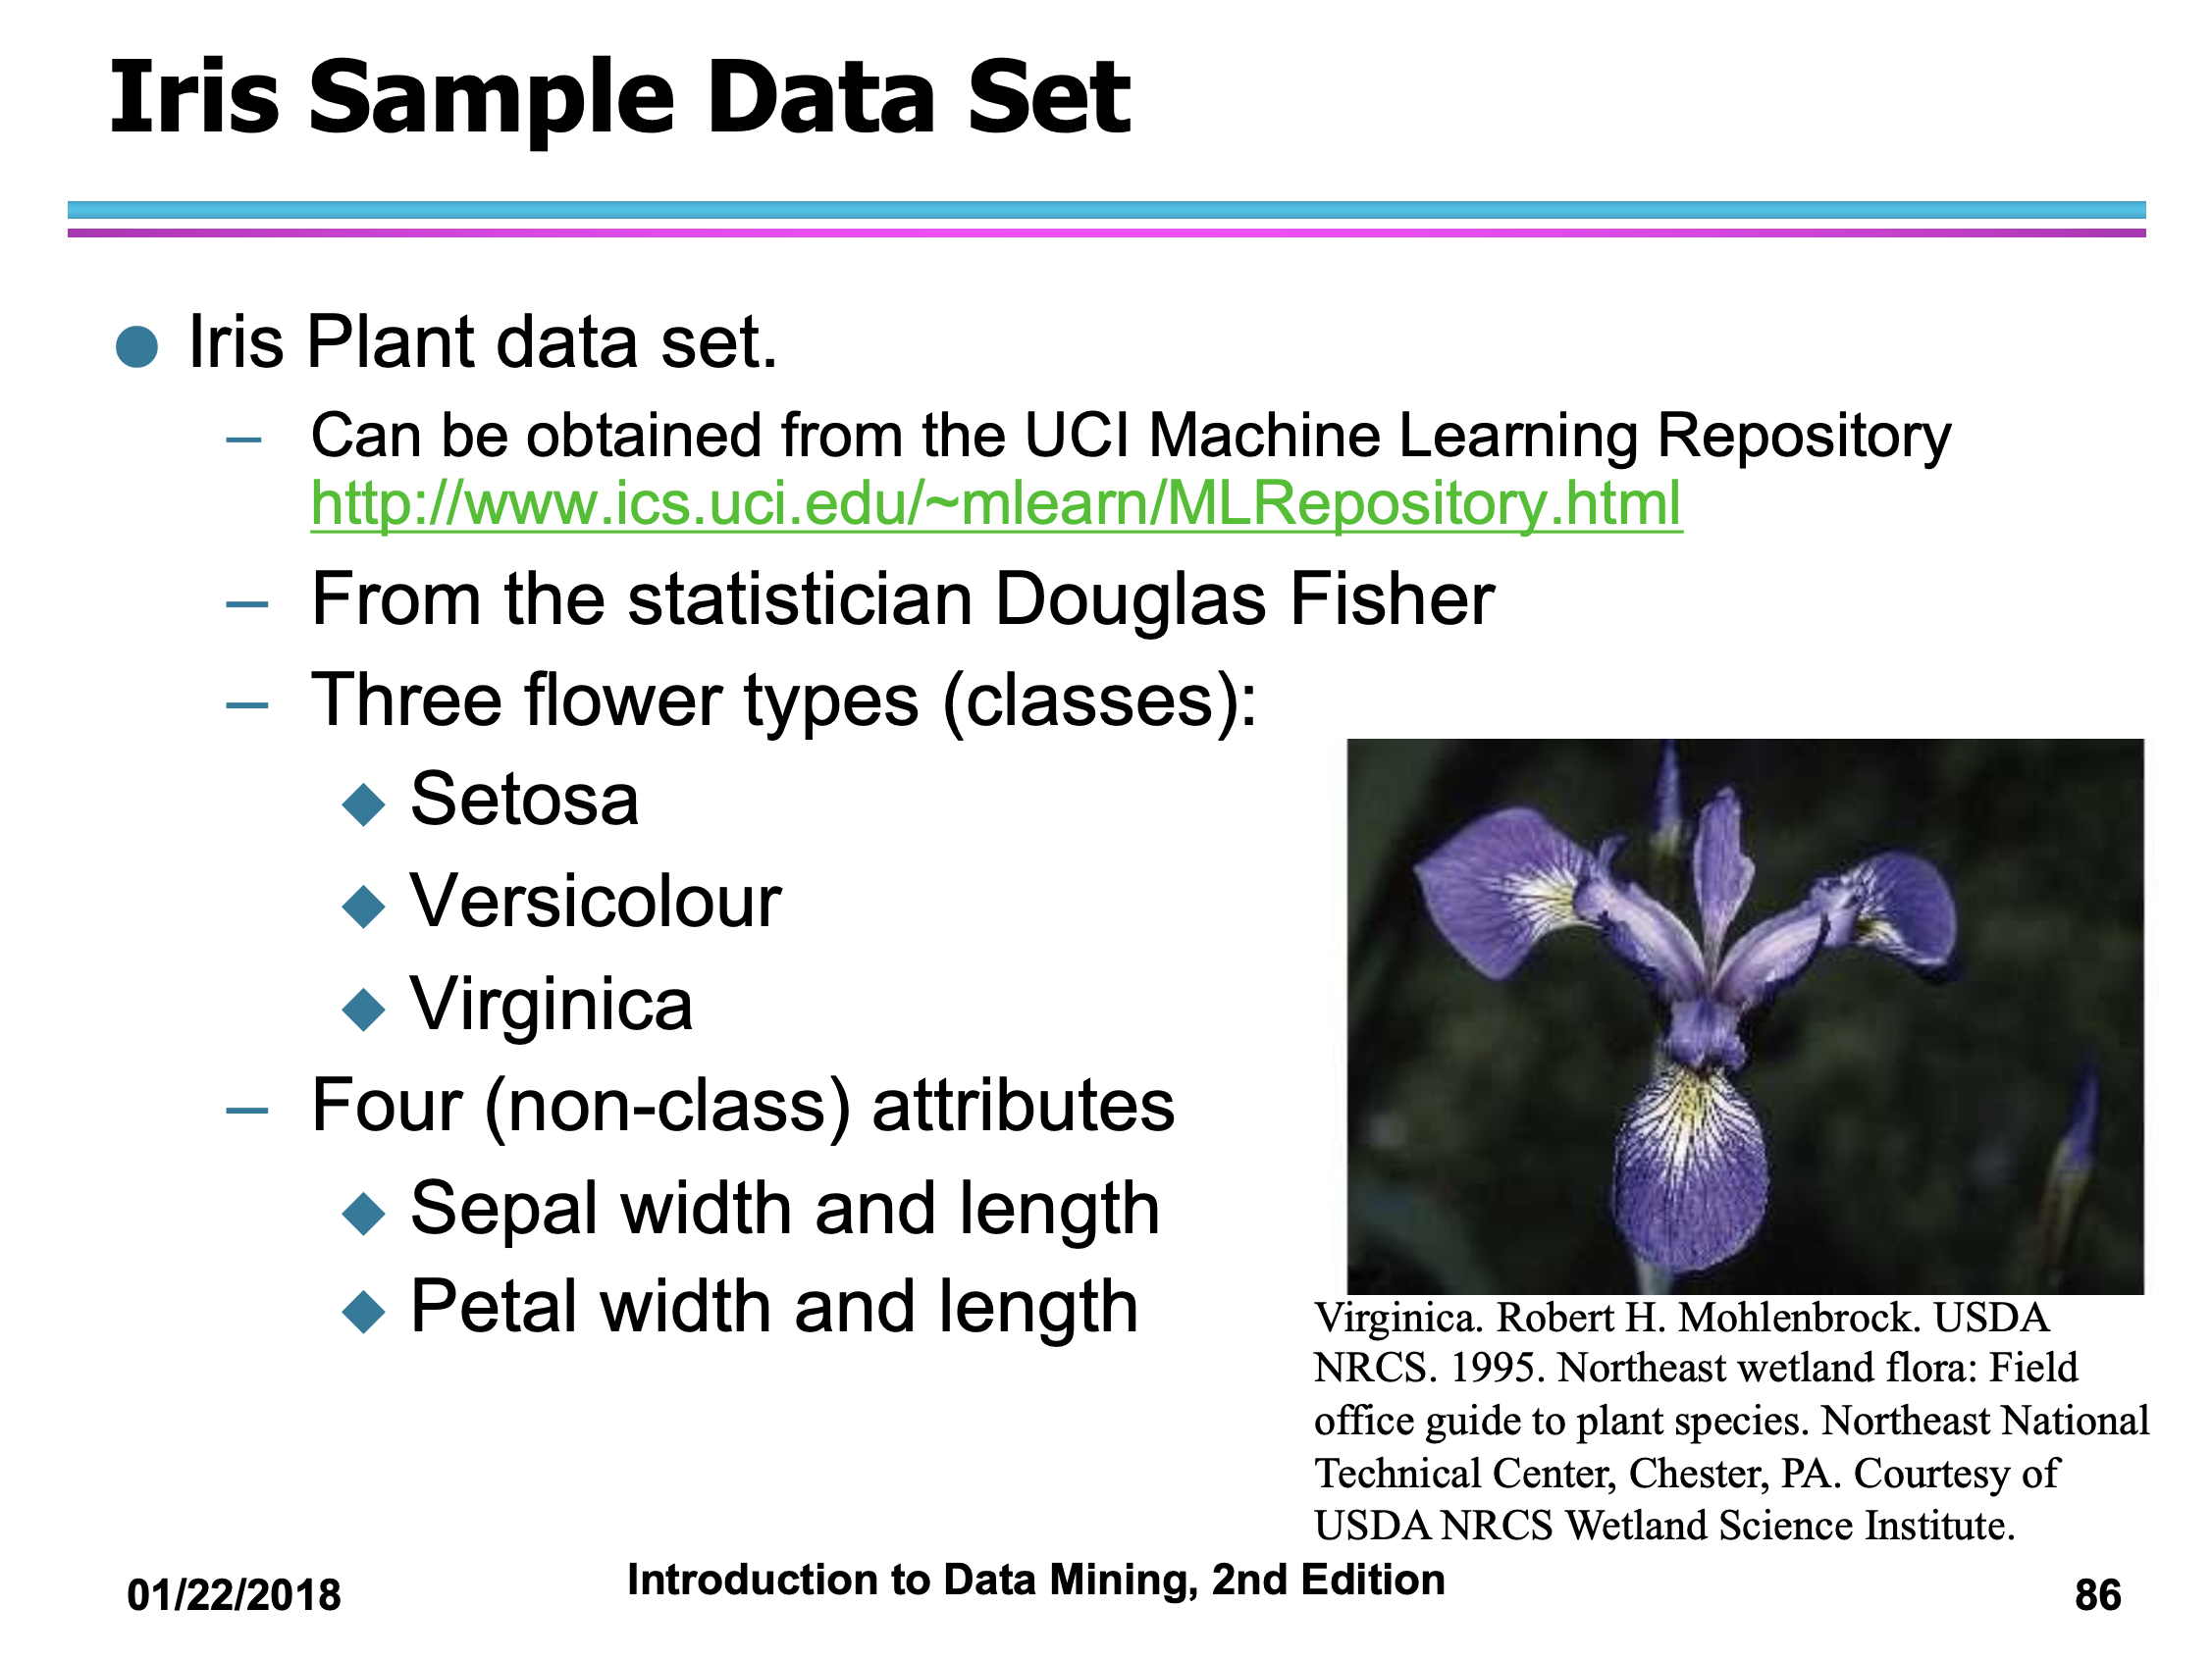 Iris Sample Data Set
Iris Plant data set.
– Can be obtained from the UCI Machine Learning Repository
http://www.ics.uci.edu/~mlearn/MLRepository.html
– From the statistician Douglas Fisher
– Three flower types (classes):
Setosa
Versicolour
Virginica
– Four (non-class) attributes
Sepal width and length
Petal width and length
Virginica. Robert H. Mohlenbrock. USDA
NRCS. 1995. Northeast wetland flora: Field
office guide to plant species. Northeast National
Technical Center, Chester, PA. Courtesy of
USDA NRCS Wetland Science Institute.
01/22/2018
Introduction to Data Mining, 2nd Edition
86